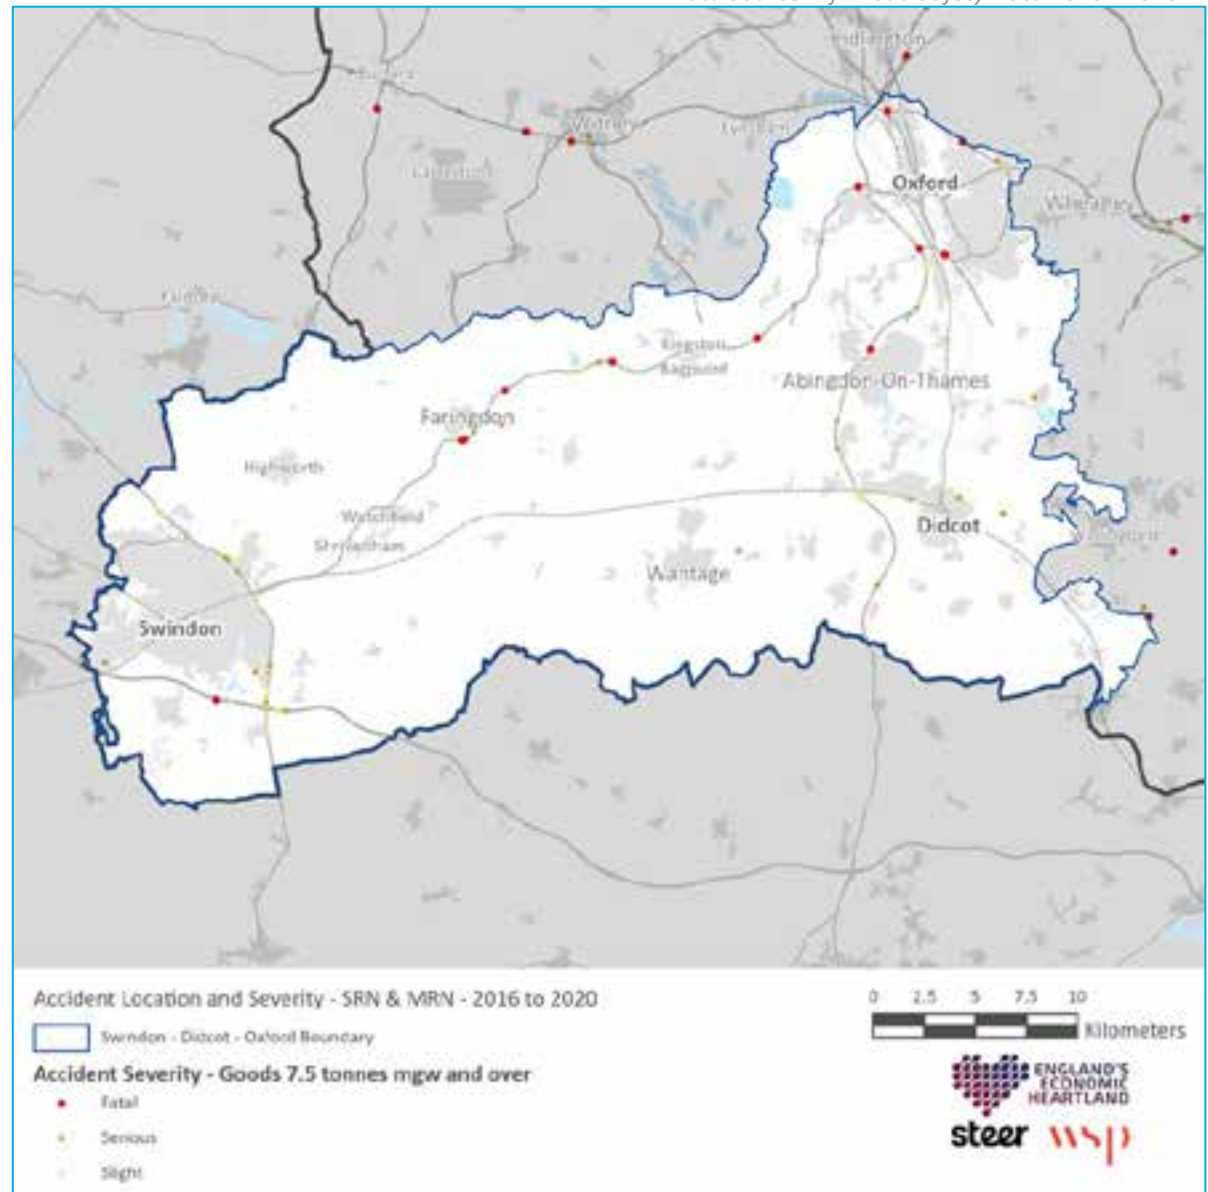 Oxford
Wheatley
Witney
Kingston
Bagpuize
Abingdon-On-Thames
Faringdon
Highworth
Watchfield
Shrivenham
Didcot
Wantage
Swindon
Accident Location and Severity - SRN & MRN - 2016 to 2020
Swindon - Didcot - Oxford Boundary
Accident Severity - Goods 7.5 tonnes mgw and over
Fatal
Serious
Slight
0 2.5 5 7.5 10
Kilometers
ENGLAND'S
ECONOMIC
HEARTLAND
steer wsp